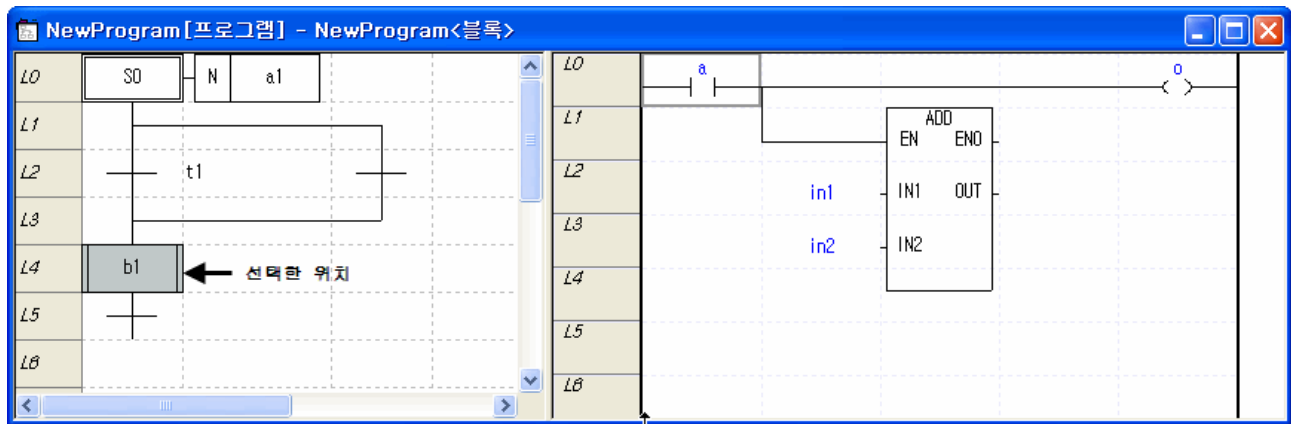 NewProgram[프로그램] - NewProgram<블록>
L0 S0 N a1
L1
L2 t1
L3
L4 b1 선택한 위치
L5
L6
L0 a o
L1 ADD
EN ENO
L2 in1 IN1 OUT
L3 in2 IN2
L4
L5
L6